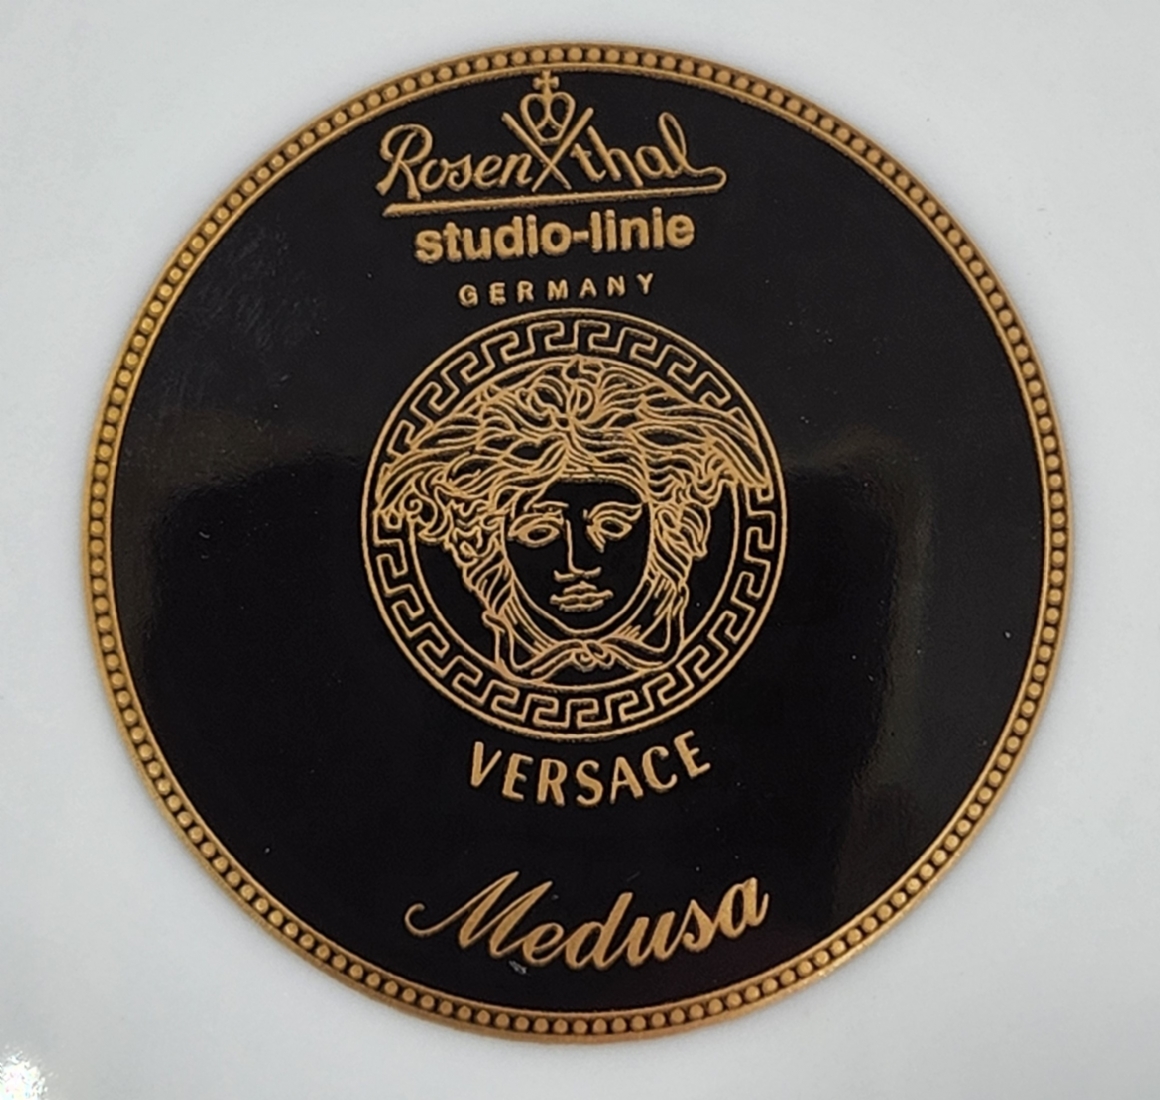 Rosenthal
studio-linie
GERMANY
VERSACE
Medusa